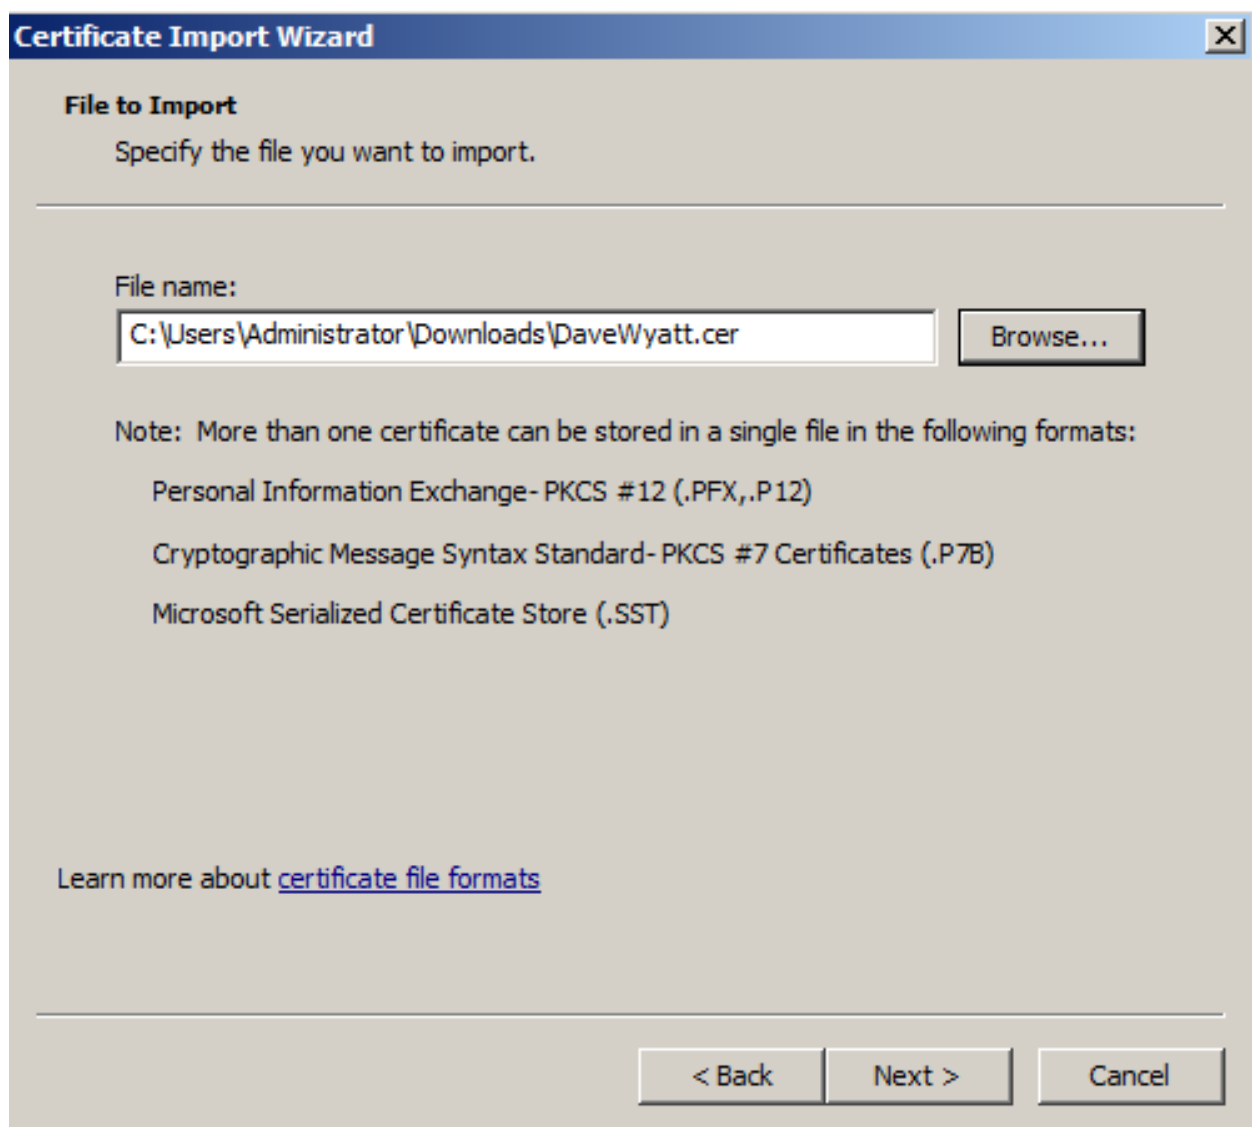 Certificate Import Wizard
File to Import
Specify the file you want to import.
File name:
C:\Users\Administrator\Downloads\DaveWyatt.cer
Browse...
Note:  More than one certificate can be stored in a single file in the following formats:
Personal Information Exchange- PKCS #12 (.PFX,.P12)
Cryptographic Message Syntax Standard- PKCS #7 Certificates (.P7B)
Microsoft Serialized Certificate Store (.SST)
Learn more about certificate file formats
< Back
Next >
Cancel